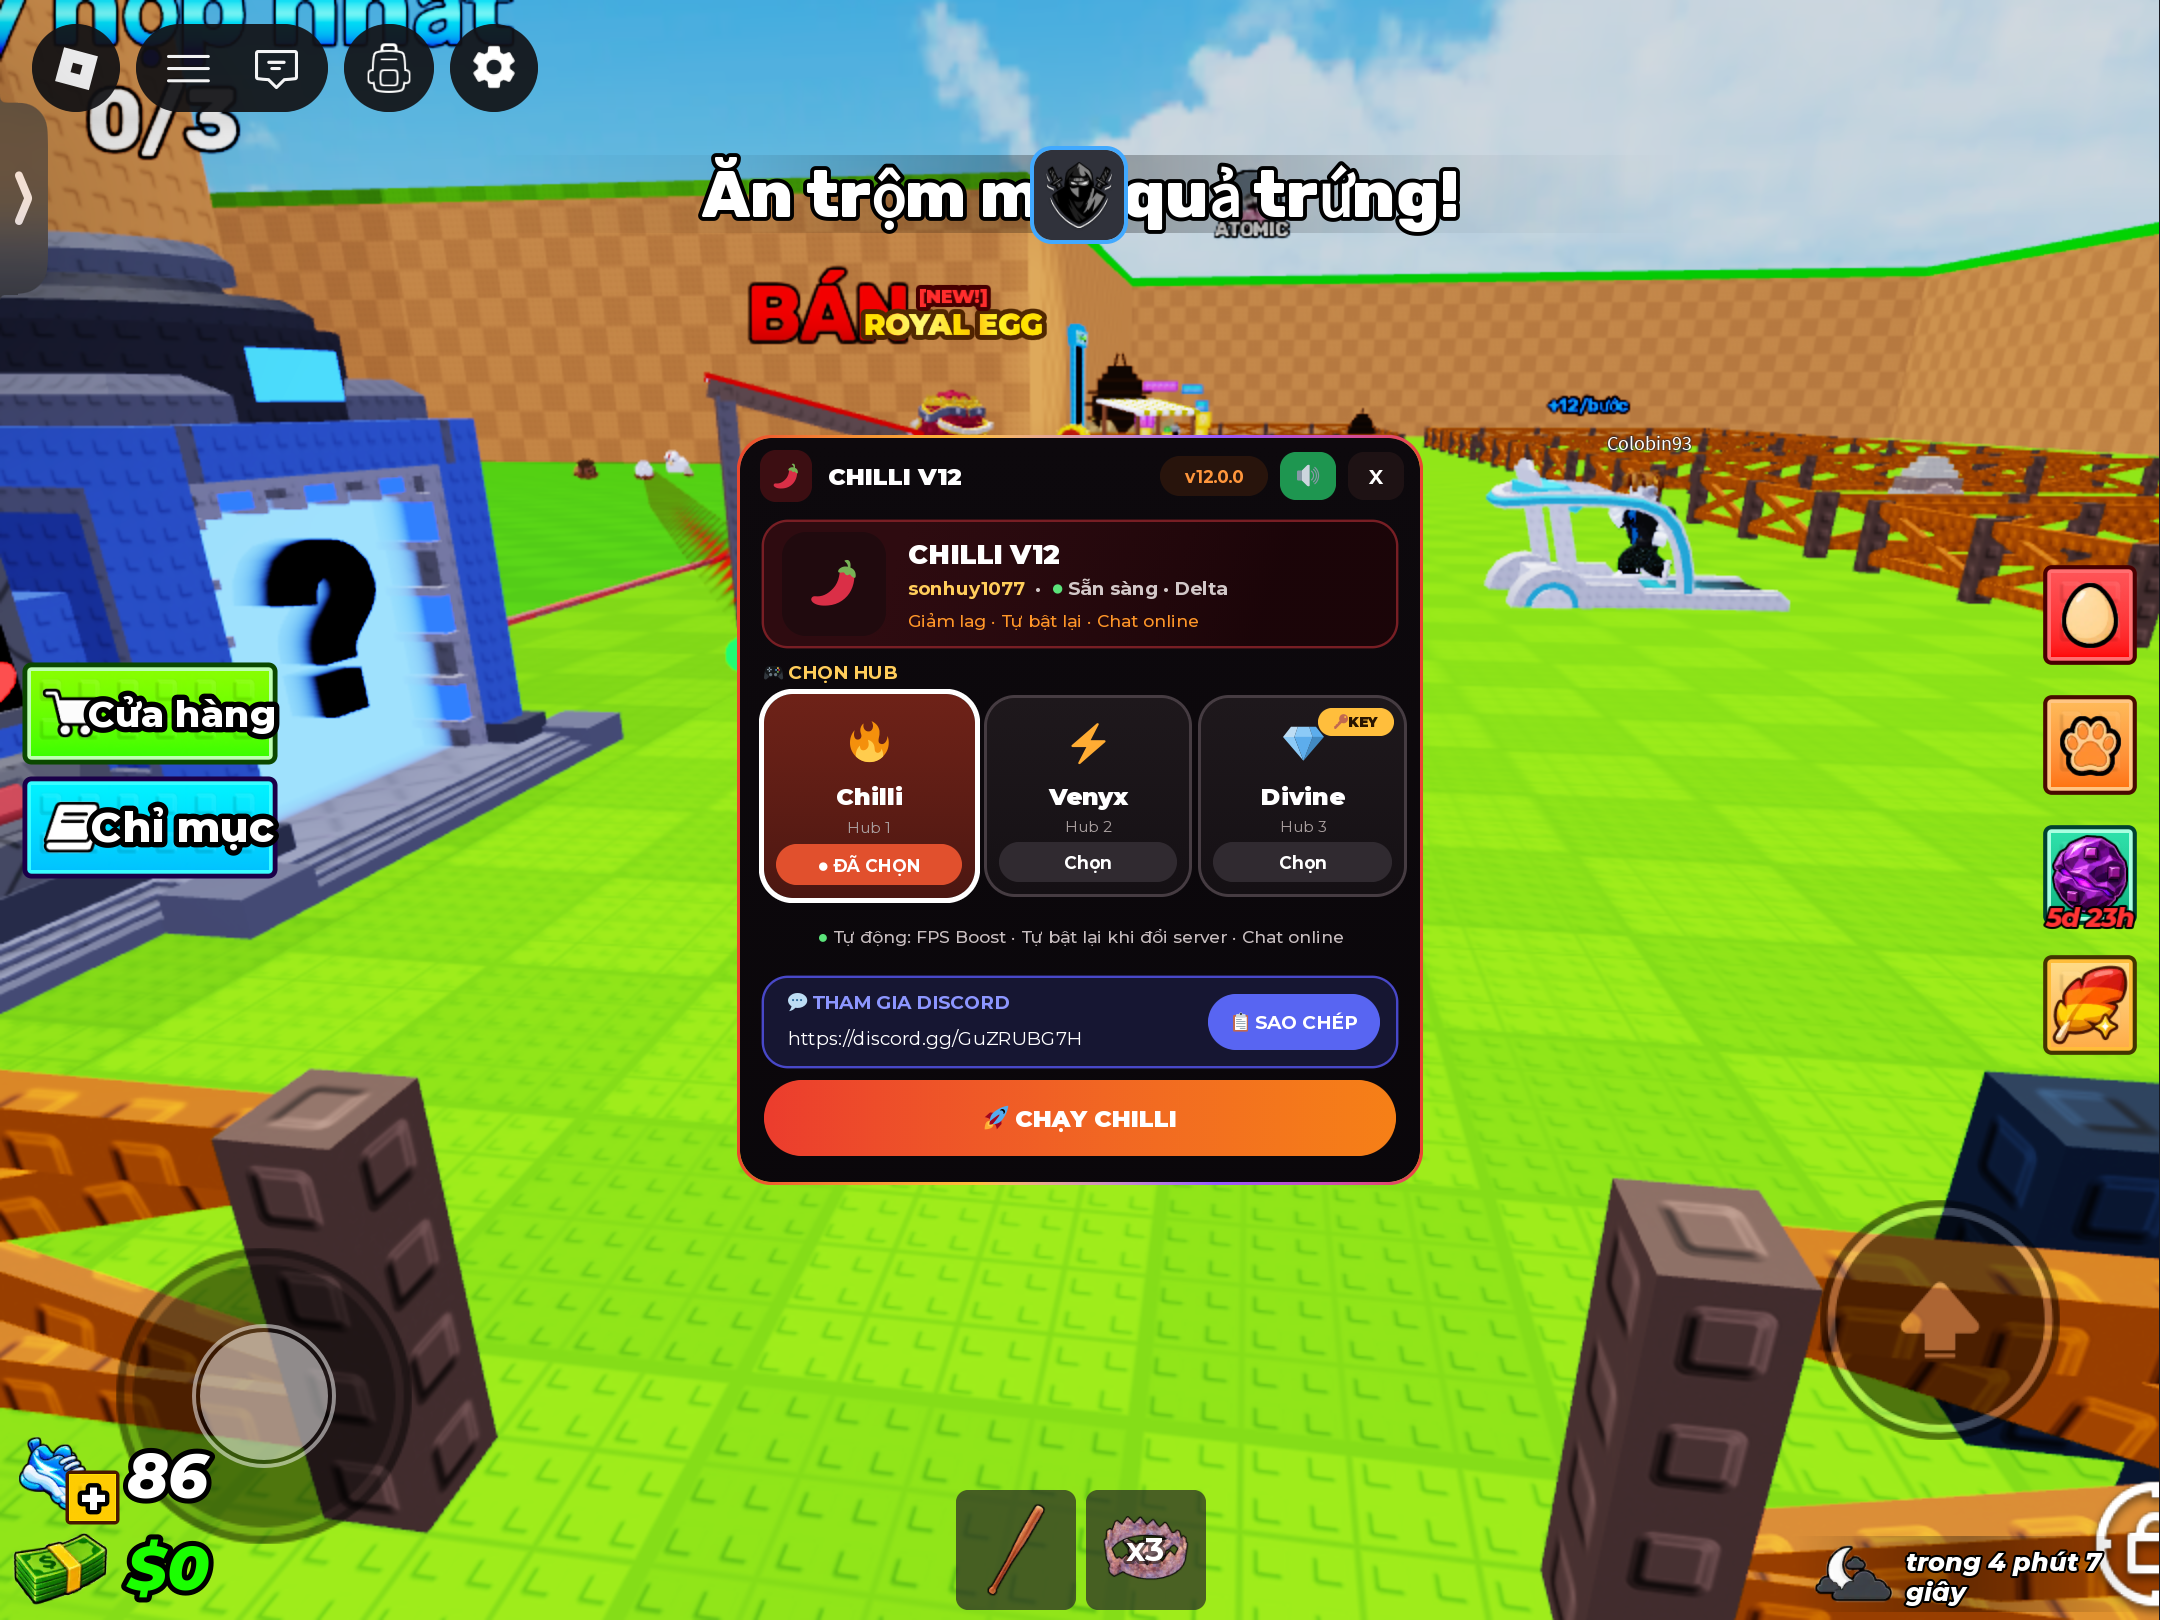 hợp nhất
0/3
Ăn trộm quả trứng!
ATOMIC
BÁN
[NEW!]
ROYAL EGG
+12/bước
Colobin93
CHILLI V12
v12.0.0
X
CHILLI V12
sonhuy1077 • ● Sẵn sàng • Delta
Giảm lag · Tự bật lại · Chat online
CHỌN HUB
Chilli
Hub 1
● ĐÃ CHỌN
Venyx
Hub 2
Chọn
KEY
Divine
Hub 3
Chọn
● Tự động: FPS Boost · Tự bật lại khi đổi server · Chat online
THAM GIA DISCORD
https://discord.gg/GuZRUBG7H
SAO CHÉP
CHẠY CHILLI
Cửa hàng
Chỉ mục
5d 23h
86
$0
x3
trong 4 phút 7
giây